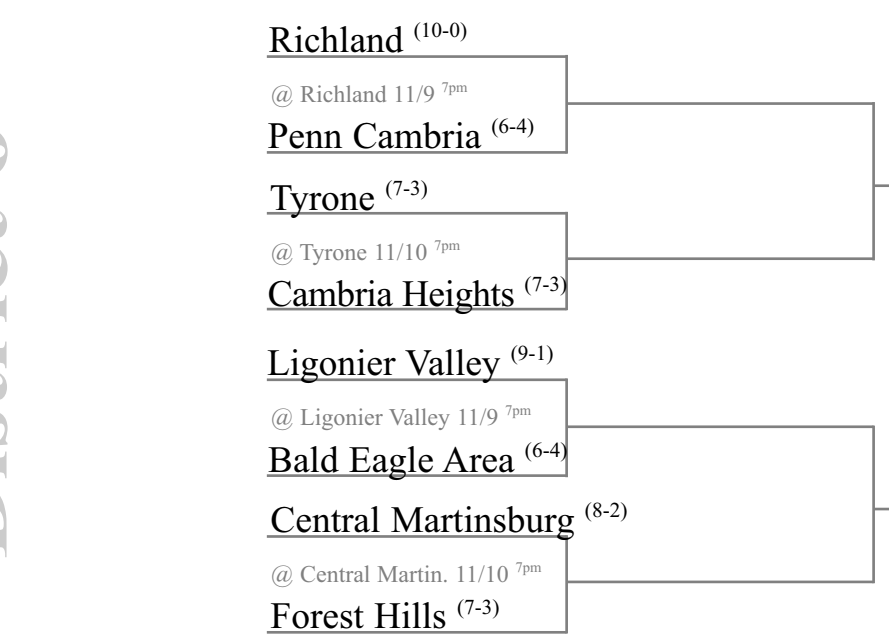 Richland (10-0)
@ Richland 11/9 7pm
Penn Cambria (6-4)
Tyrone (7-3)
@ Tyrone 11/10 7pm
Cambria Heights (7-3)
Ligonier Valley (9-1)
@ Ligonier Valley 11/9 7pm
Bald Eagle Area (6-4)
Central Martinsburg (8-2)
@ Central Martin. 11/10 7pm
Forest Hills (7-3)